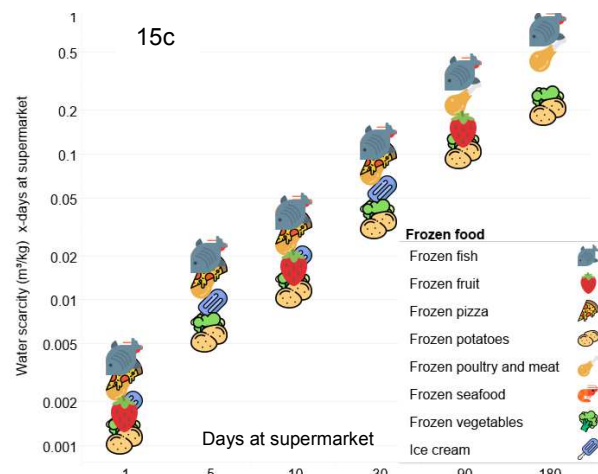 15c
1
0.5
0.2
0.1
0.05
0.02
0.01
0.005
0.002
0.001
Water scarcity (m³/kg) x-days at supermarket
Frozen food
Frozen fish
Frozen fruit
Frozen pizza
Frozen potatoes
Frozen poultry and meat
Frozen seafood
Frozen vegetables
Ice cream
Days at supermarket
1 5 10 30 90 180